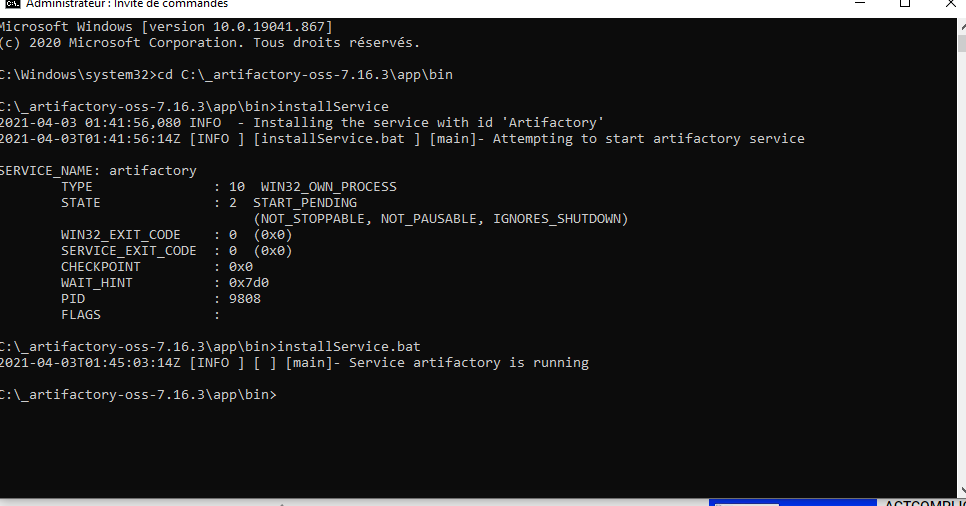 Administrateur : Invite de commandes
Microsoft Windows [version 10.0.19041.867]
(c) 2020 Microsoft Corporation. Tous droits réservés.
C:\Windows\system32>cd C:\_artifactory-oss-7.16.3\app\bin
C:\_artifactory-oss-7.16.3\app\bin>installService
2021-04-03 01:41:56,080 INFO  - Installing the service with id 'Artifactory'
2021-04-03T01:41:56:14Z [INFO ] [installService.bat ] [main]- Attempting to start artifactory service
SERVICE_NAME: artifactory
TYPE : 10 WIN32_OWN_PROCESS
STATE : 2 START_PENDING
(NOT_STOPPABLE, NOT_PAUSABLE, IGNORES_SHUTDOWN)
WIN32_EXIT_CODE : 0 (0x0)
SERVICE_EXIT_CODE : 0 (0x0)
CHECKPOINT : 0x0
WAIT_HINT : 0x7d0
PID : 9808
FLAGS :
C:\_artifactory-oss-7.16.3\app\bin>installService.bat
2021-04-03T01:45:03:14Z [INFO ] [ ] [main]- Service artifactory is running
C:\_artifactory-oss-7.16.3\app\bin>